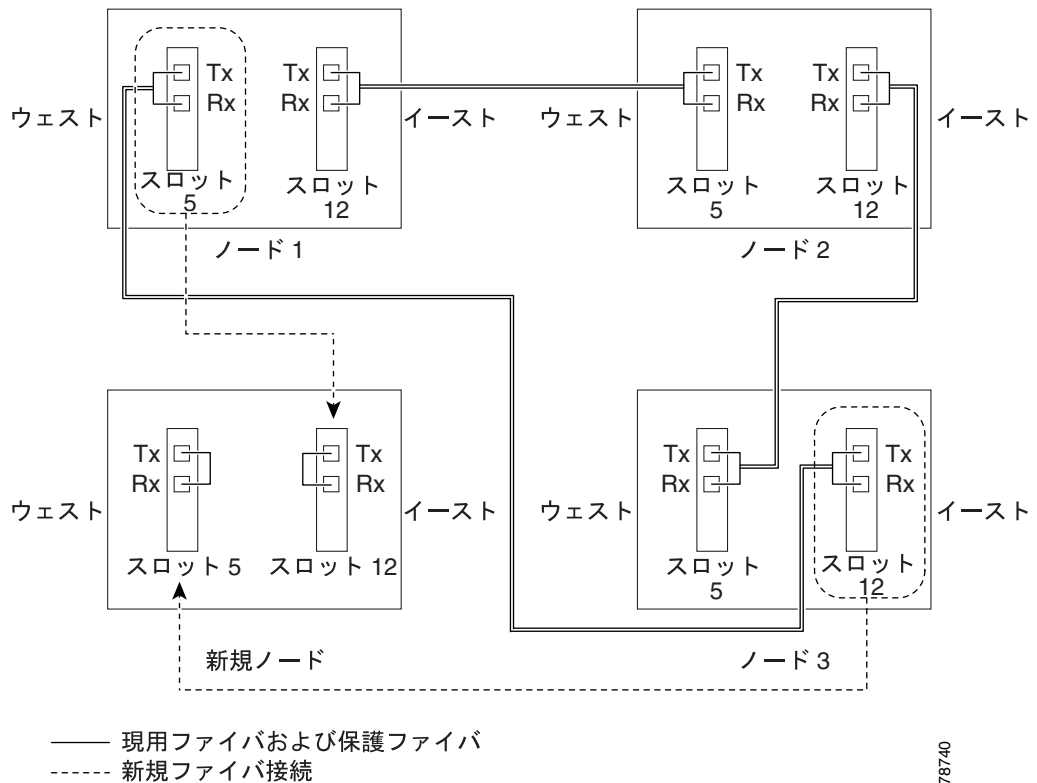 Tx Tx Tx Tx
Rx Rx Rx Rx
ウェスト イースト ウェスト イースト
スロット スロット スロット スロット
5 12 5 12
ノード 1 ノード 2
Tx Tx Tx Tx
Rx Rx Rx Rx
ウェスト イースト ウェスト イースト
スロット 5 スロット 12 スロット スロット
5 12
新規ノード ノード 3
現用ファイバおよび保護ファイバ
新規ファイバ接続
78740